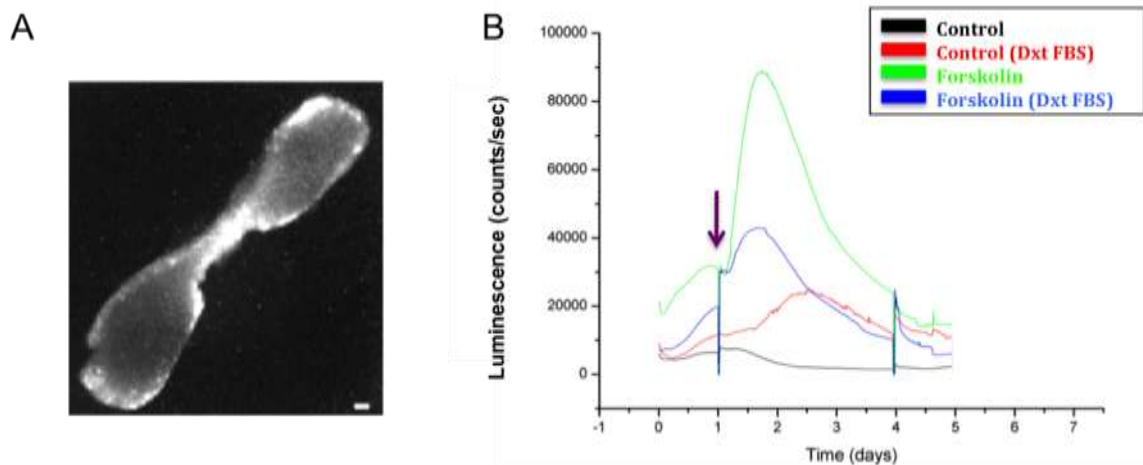 A
B
Control
Control (Dxt FBS)
Forskolin
Forskolin (Dxt FBS)
Luminescence (counts/sec)
100000
80000
60000
40000
20000
0
-1 0 1 2 3 4 5 6 7
Time (days)